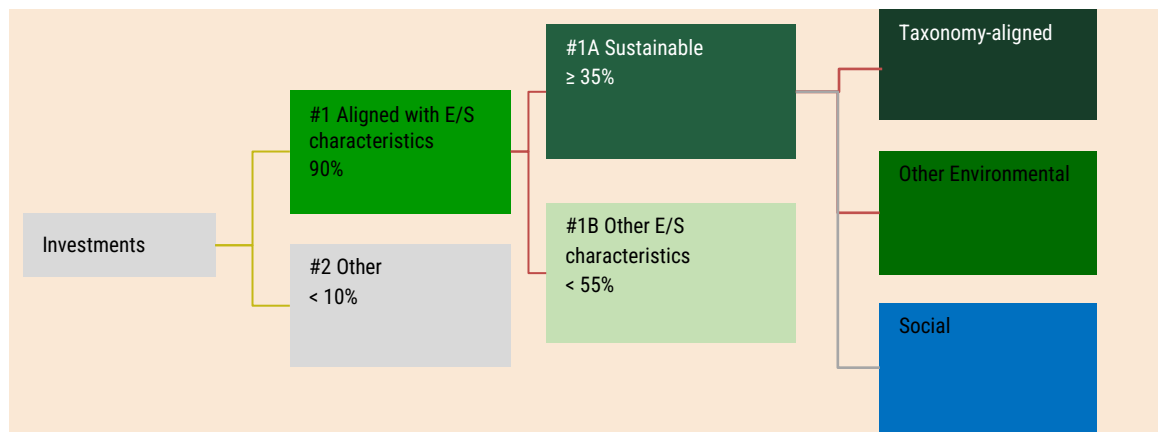 Investments
#1 Aligned with E/S
characteristics
90%
#2 Other
< 10%
#1A Sustainable
≥ 35%
#1B Other E/S
characteristics
< 55%
Taxonomy-aligned
Other Environmental
Social